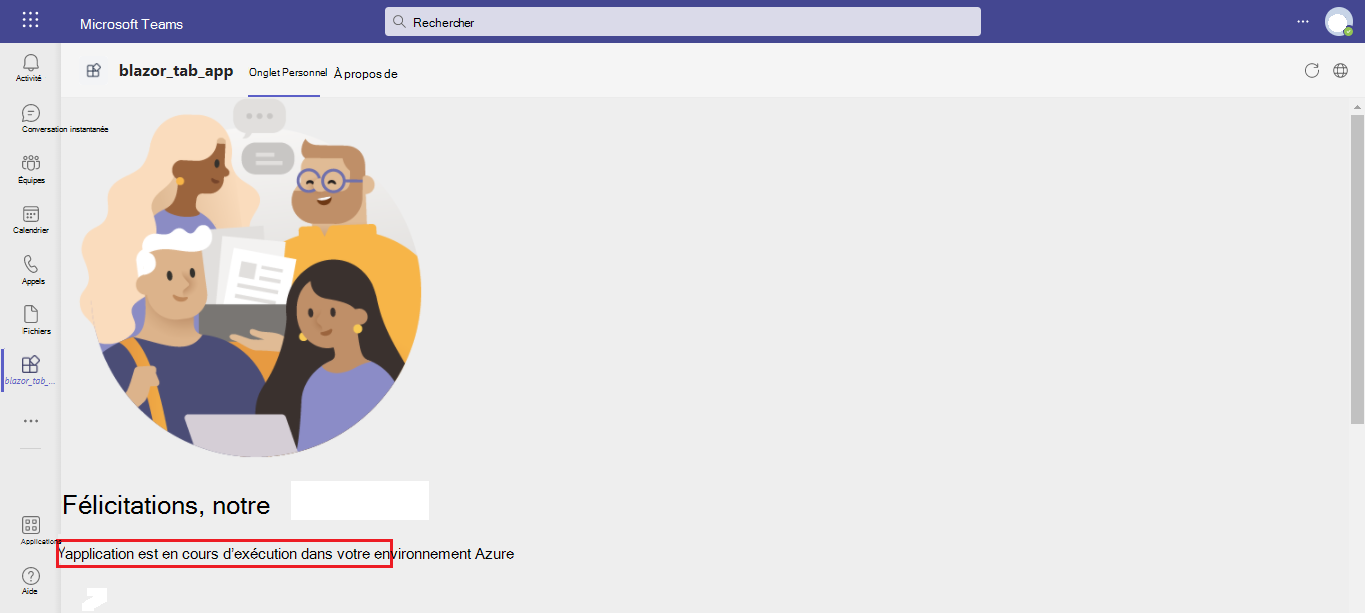 Microsoft Teams
Rechercher
Activité
Conversation instantanée
Équipes
Calendrier
Appels
Fichiers
blazor_tab_...
Applications
Aide
blazor_tab_app
Onglet Personnel
À propos de
Félicitations, notre
Yapplication est en cours d'exécution dans votre environnement Azure